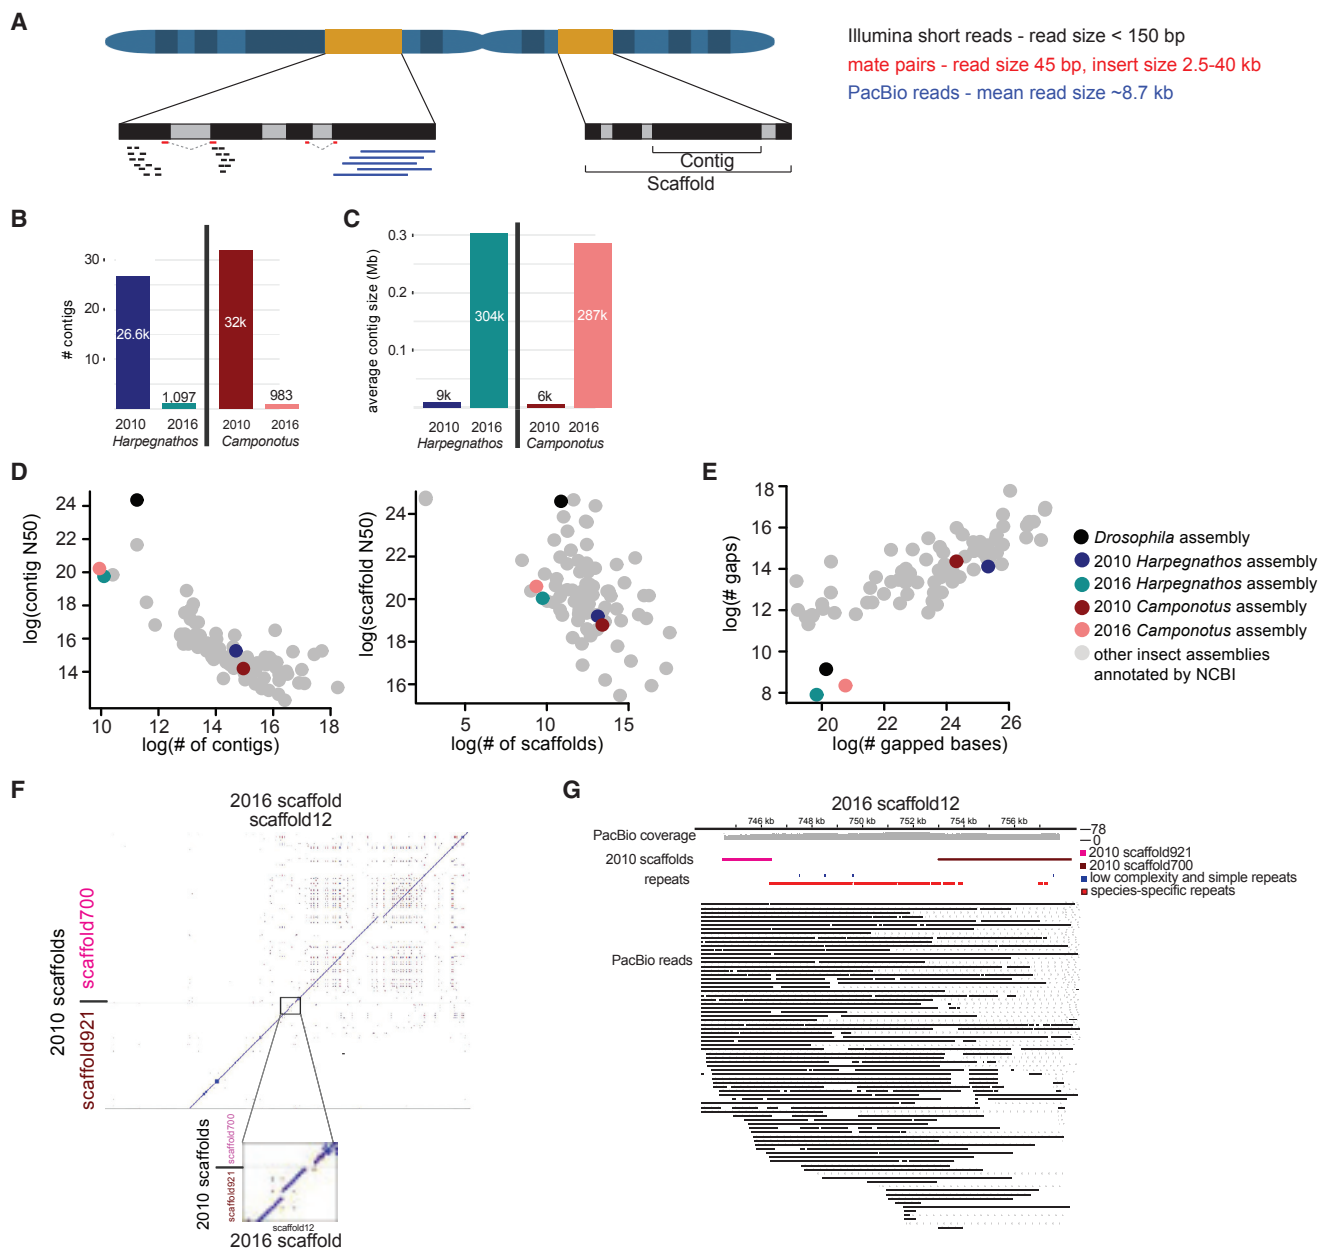 A
Illumina short reads - read size < 150 bp
mate pairs - read size 45 bp, insert size 2.5-40 kb
PacBio reads - mean read size ~8.7 kb
Contig
Scaffold
B
# contigs
30
20
10
26.6k
1,097
32k
983
2010
2016
2010
2016
Harpegnathos
Camponotus
C
average contig size (Mb)
0.3
0.2
0.1
9k
304k
6k
287k
2010
2016
2010
2016
Harpegnathos
Camponotus
D
log(contig N50)
24
22
20
18
16
14
10
12
14
16
18
log(# of contigs)
log(scaffold N50)
24
22
20
18
16
5
10
15
log(# of scaffolds)
E
log(# gaps)
18
16
14
12
10
8
20
22
24
26
log(# gapped bases)
Drosophila assembly
2010 Harpegnathos assembly
2016 Harpegnathos assembly
2010 Camponotus assembly
2016 Camponotus assembly
other insect assemblies
annotated by NCBI
F
2016 scaffold
scaffold12
2010 scaffolds
scaffold700
scaffold921
2010 scaffolds
scaffold700
scaffold921
scaffold12
2016 scaffold
G
2016 scaffold12
746 kb
748 kb
750 kb
752 kb
754 kb
756 kb
PacBio coverage
78
0
2010 scaffolds
repeats
2010 scaffold921
2010 scaffold700
low complexity and simple repeats
species-specific repeats
PacBio reads